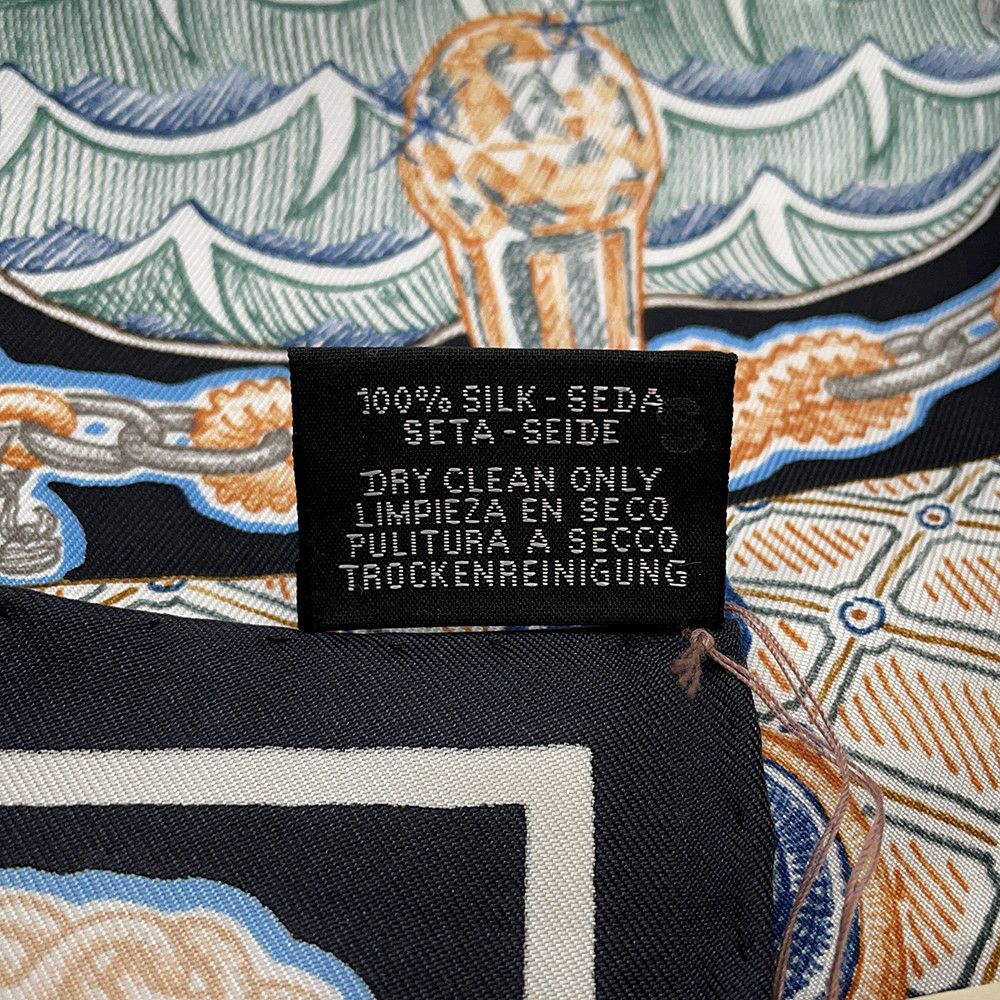 100% SILK - SEDA
SETA - SEIDE
DRY CLEAN ONLY
LIMPIEZA EN SECO
PULITURA A SECCO
TROCKENREINIGUNG